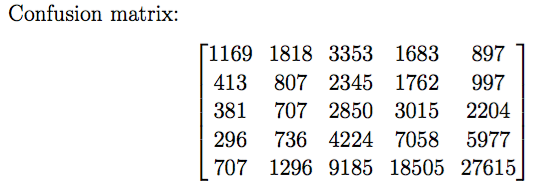 Confusion matrix:
1169 1818 3353 1683 897
413 807 2345 1762 997
381 707 2850 3015 2204
296 736 4224 7058 5977
707 1296 9185 18505 27615